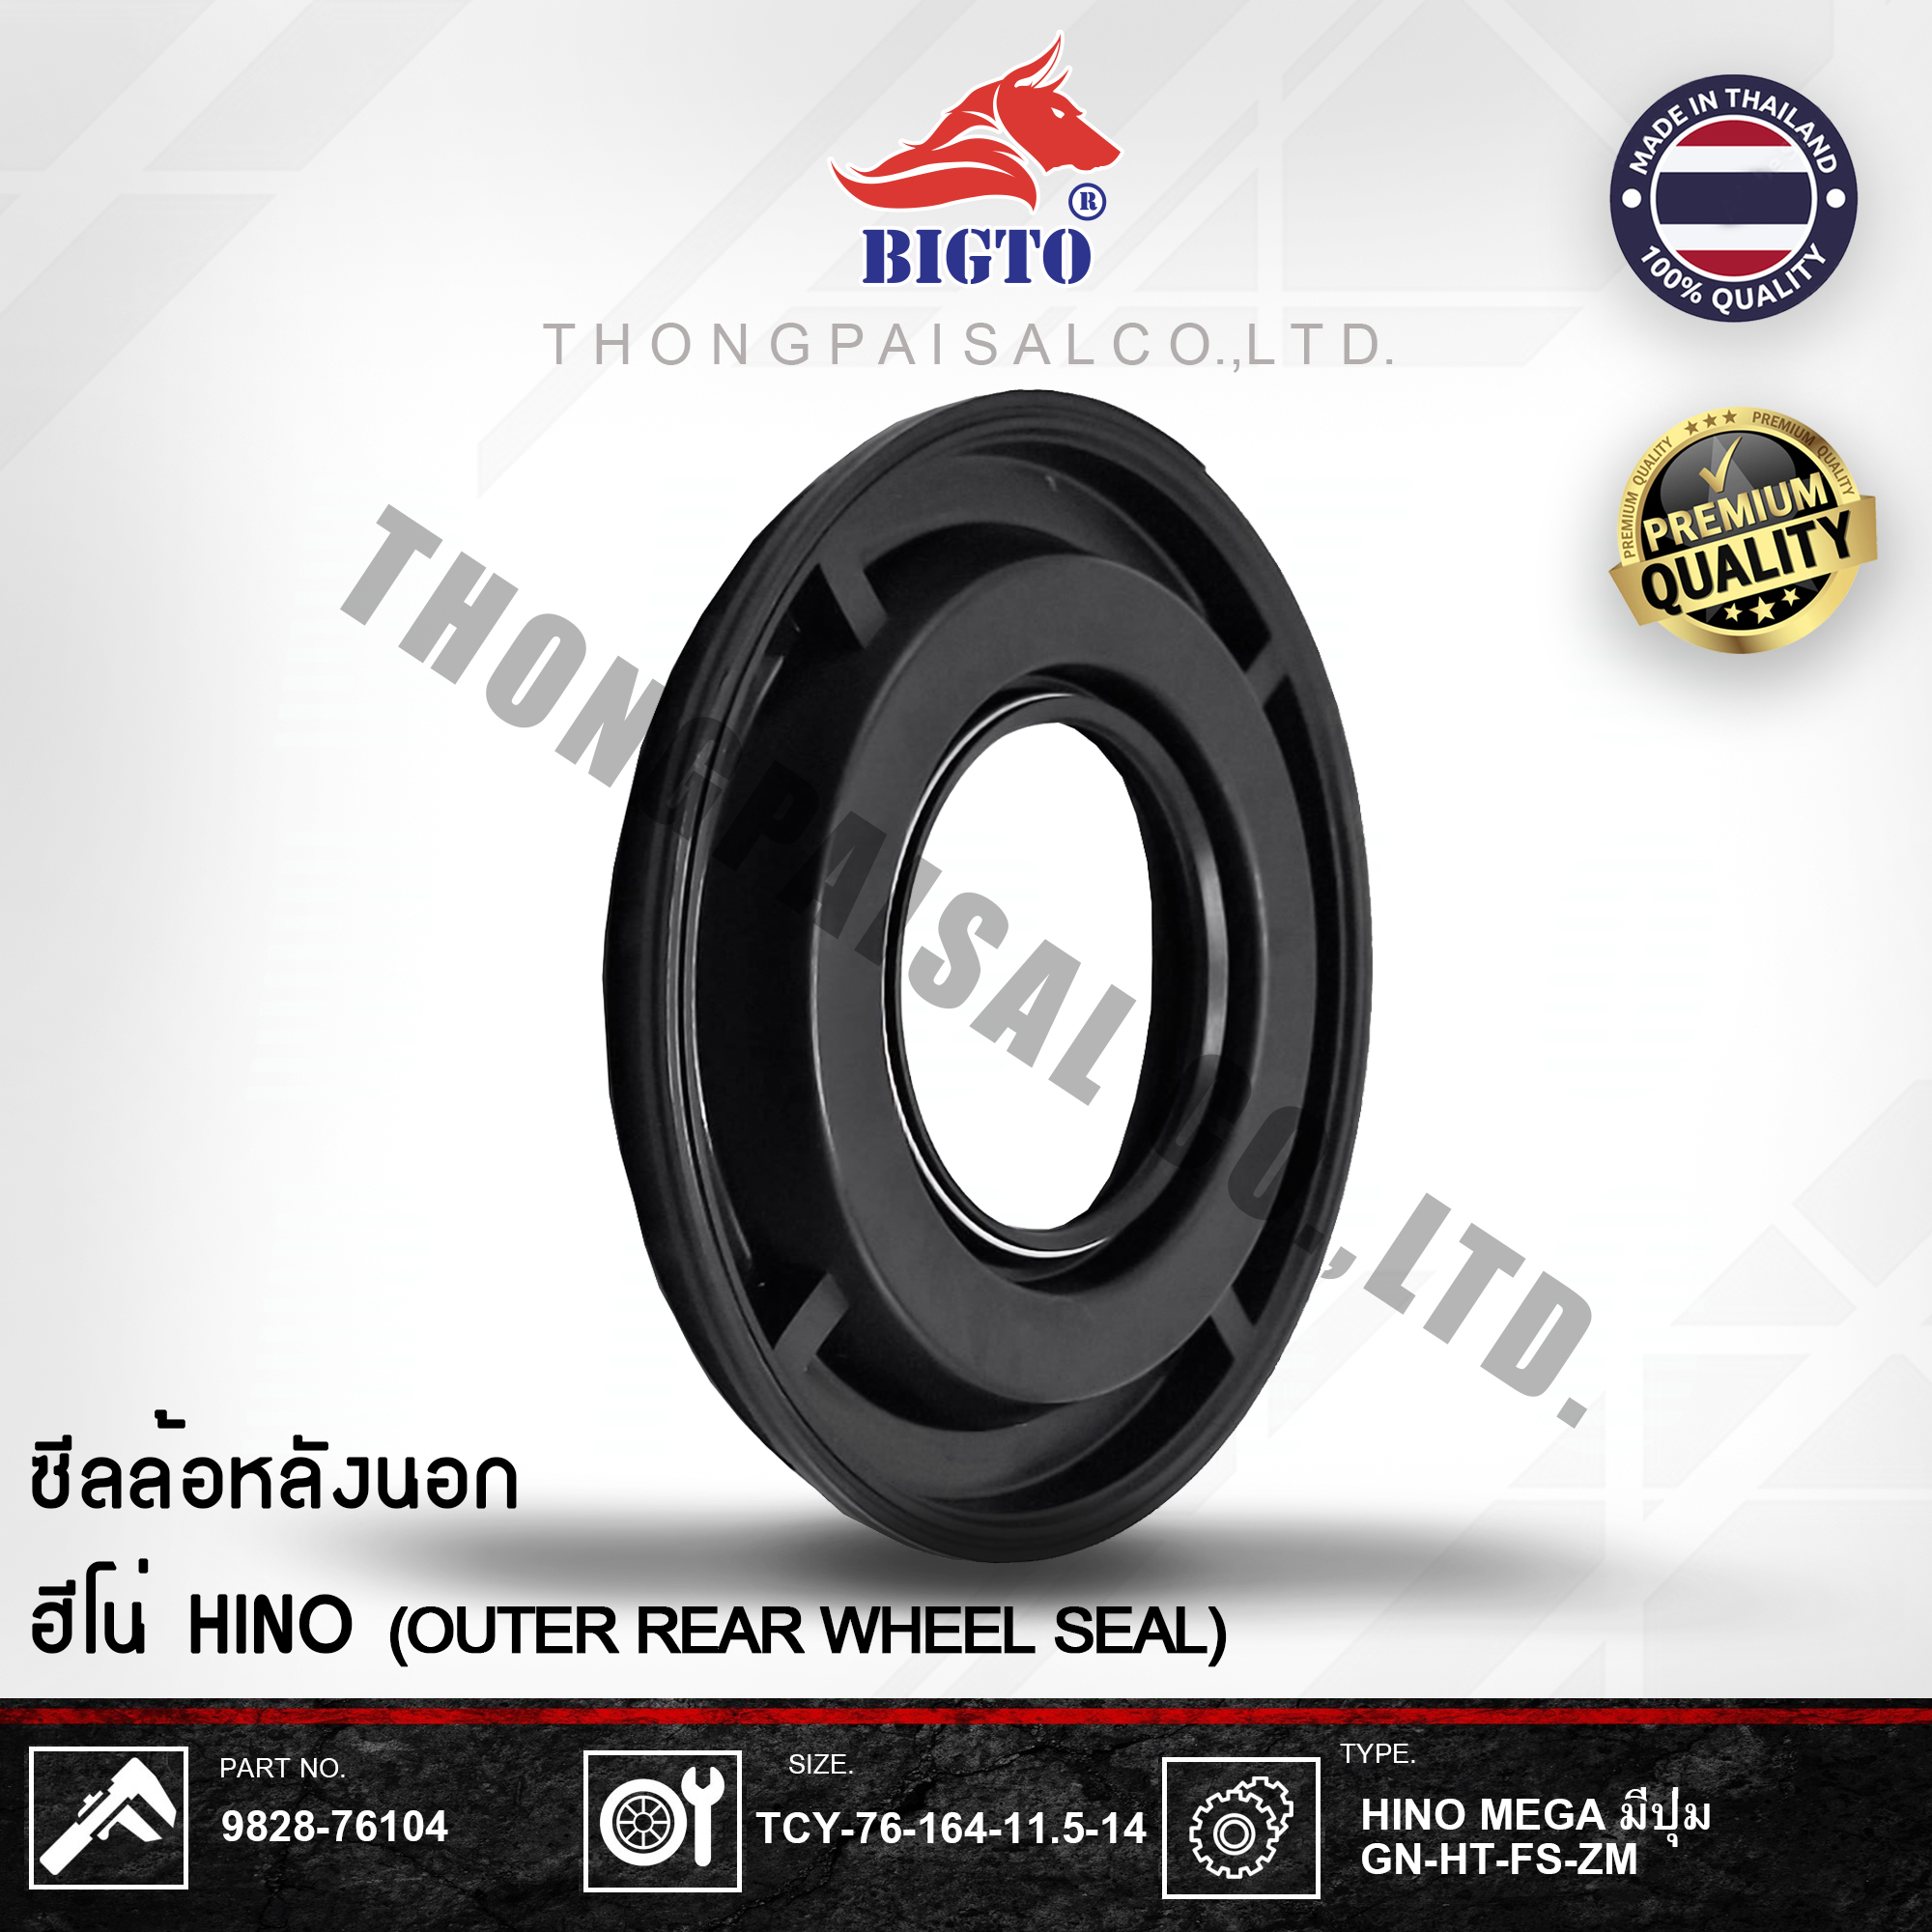 BIGTO ®
THONGPAISAL CO.,LTD.
MADE IN THAILAND
100% QUALITY
PREMIUM QUALITY ★★★ PREMIUM QUALITY
PREMIUM
QUALITY
THONGPAISAL CO.,LTD.
ซีลล้อหลังนอก
ฮีโน่ HINO (OUTER REAR WHEEL SEAL)
PART NO.
9828-76104
SIZE.
TCY-76-164-11.5-14
TYPE.
HINO MEGA มีปุ่ม
GN-HT-FS-ZM